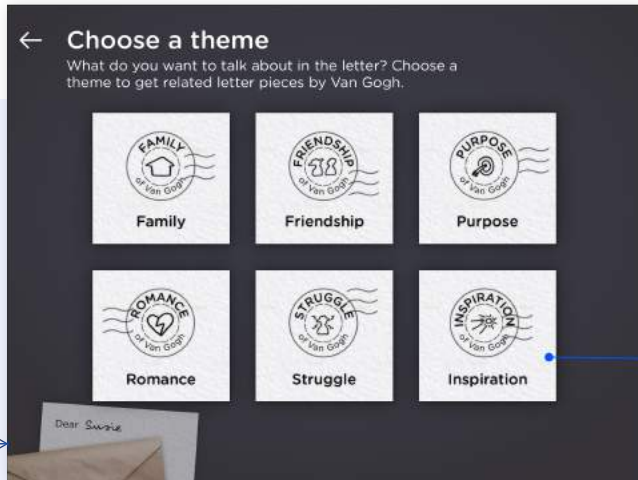 Choose a theme
What do you want to talk about in the letter? Choose a
theme to get related letter pieces by Van Gogh.
FAMILY
of Van Gogh
Family
FRIENDSHIP
of Van Gogh
Friendship
PURPOSE
of Van Gogh
Purpose
ROMANCE
of Van Gogh
Romance
STRUGGLE
of Van Gogh
Struggle
INSPIRATION
of Van Gogh
Inspiration
Dear Susie